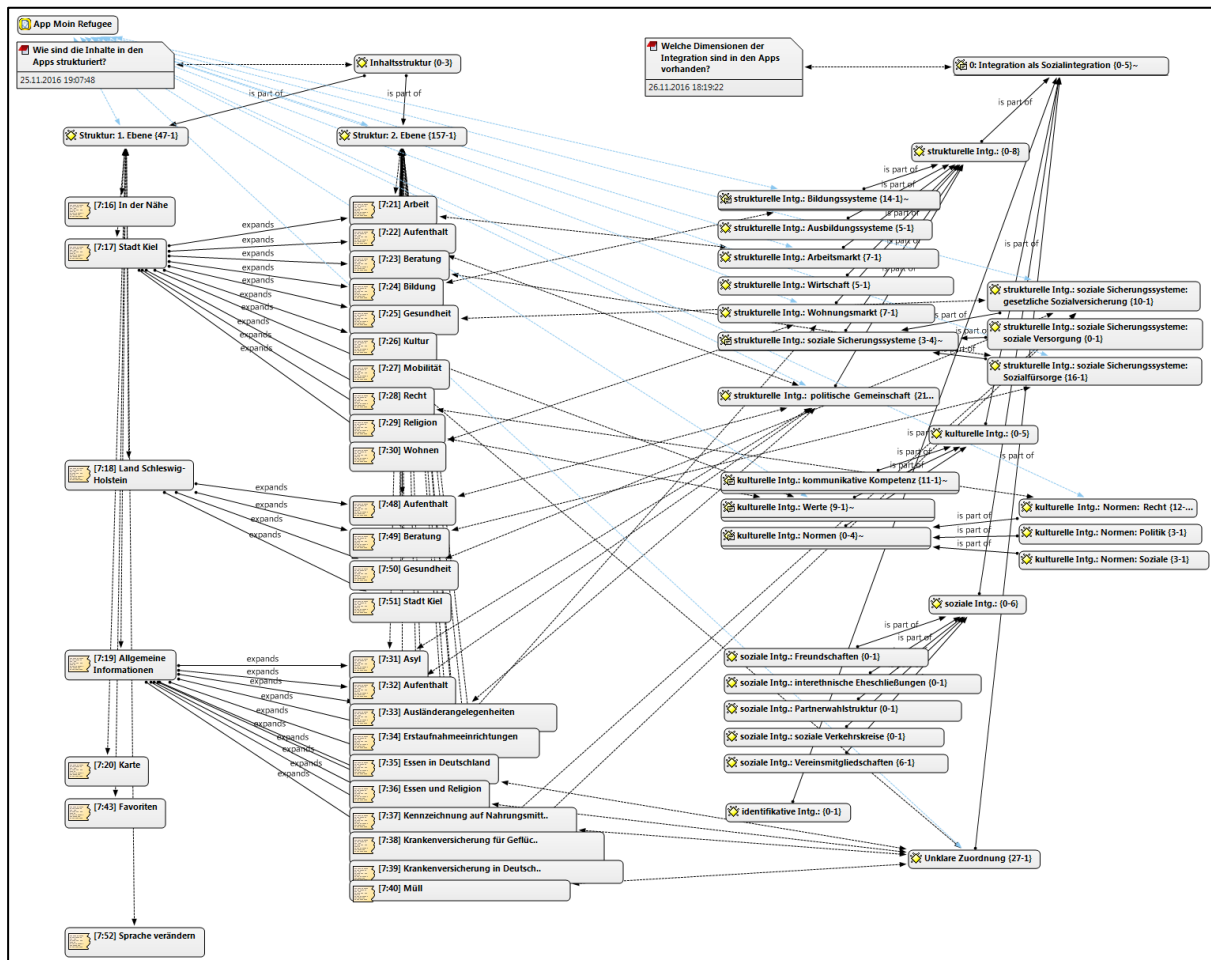 App Moin Refugee
Wie sind die Inhalte in den
Apps strukturiert?
25.11.2016 19:07:48
Inhaltsstruktur {0-3}
Welche Dimensionen der
Integration sind in den Apps
vorhanden?
26.11.2016 18:19:22
0: Integration als Sozialintegration {0-5}~
is part of
is part of
is part of
Struktur: 1. Ebene {47-1}
Struktur: 2. Ebene {157-1}
strukturelle Intg.: {0-8}
[7:16] In der Nähe
[7:17] Stadt Kiel
[7:18] Land Schleswig-
Holstein
[7:19] Allgemeine
Informationen
[7:20] Karte
[7:43] Favoriten
[7:52] Sprache verändern
expands
expands
expands
expands
expands
expands
expands
expands
expands
[7:21] Arbeit
[7:22] Aufenthalt
[7:23] Beratung
[7:24] Bildung
[7:25] Gesundheit
[7:26] Kultur
[7:27] Mobilität
[7:28] Recht
[7:29] Religion
[7:30] Wohnen
expands
expands
expands
expands
[7:48] Aufenthalt
[7:49] Beratung
[7:50] Gesundheit
[7:51] Stadt Kiel
expands
expands
expands
expands
expands
expands
expands
expands
expands
[7:31] Asyl
[7:32] Aufenthalt
[7:33] Ausländerangelegenheiten
[7:34] Erstaufnahmeeinrichtungen
[7:35] Essen in Deutschland
[7:36] Essen und Religion
[7:37] Kennzeichnung auf Nahrungsmitt..
[7:38] Krankenversicherung für Geflüc..
[7:39] Krankenversicherung in Deutsch..
[7:40] Müll
is part of
is part of
is part of
is part of
strukturelle Intg.: Bildungssysteme {14-1}~
strukturelle Intg.: Ausbildungssysteme {5-1}
strukturelle Intg.: Arbeitsmarkt {7-1}
strukturelle Intg.: Wirtschaft {5-1}
strukturelle Intg.: Wohnungsmarkt {7-1}
strukturelle Intg.: soziale Sicherungssysteme {3-4}~
strukturelle Intg.: politische Gemeinschaft {21...
strukturelle Intg.: soziale Sicherungssysteme:
gesetzliche Sozialversicherung {10-1}
is part of
strukturelle Intg.: soziale Sicherungssysteme:
soziale Versorgung {0-1}
strukturelle Intg.: soziale Sicherungssysteme:
Sozialfürsorge {16-1}
kulturelle Intg.: {0-5}
is part of
is part of
is part of
kulturelle Intg.: kommunikative Kompetenz {11-1}~
kulturelle Intg.: Werte {9-1}~
kulturelle Intg.: Normen {0-4}~
kulturelle Intg.: Normen: Recht {12-...
is part of
is part of
is part of
kulturelle Intg.: Normen: Politik {3-1}
kulturelle Intg.: Normen: Soziale {3-1}
soziale Intg.: {0-6}
is part of
is part of
is part of
soziale Intg.: Freundschaften {0-1}
soziale Intg.: interethnische Eheschließungen {0-1}
soziale Intg.: Partnerwahlstruktur {0-1}
soziale Intg.: soziale Verkehrskreise {0-1}
soziale Intg.: Vereinsmitgliedschaften {6-1}
identifikative Intg.: {0-1}
Unklare Zuordnung {27-1}